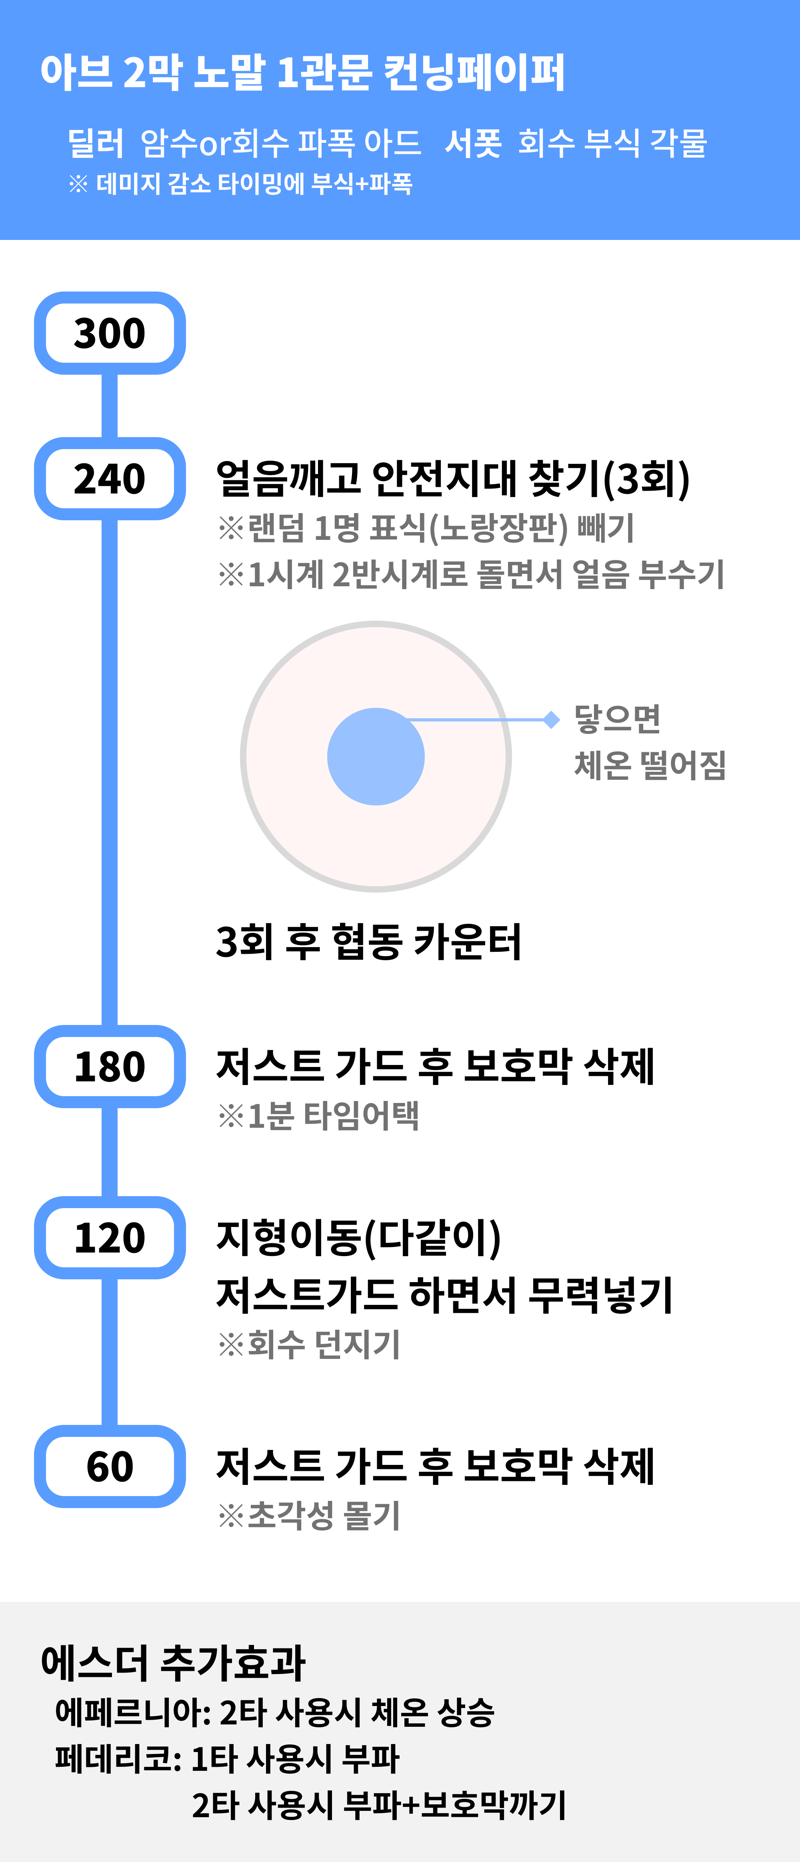 아브 2막 노말 1관문 컨닝페이퍼
딜러 암수or회수 파폭 아드 서폿 회수 부식 각물
※ 데미지 감소 타이밍에 부식+파폭
300
240
얼음깨고 안전지대 찾기(3회)
※랜덤 1명 표식(노랑장판) 빼기
※1시계 2반시계로 돌면서 얼음 부수기
닿으면
체온 떨어짐
3회 후 협동 카운터
180
저스트 가드 후 보호막 삭제
※1분 타임어택
120
지형이동(다같이)
저스트가드 하면서 무력넣기
※회수 던지기
60
저스트 가드 후 보호막 삭제
※초각성 몰기
에스더 추가효과
에페르니아: 2타 사용시 체온 상승
페데리코: 1타 사용시 부파
2타 사용시 부파+보호막까기